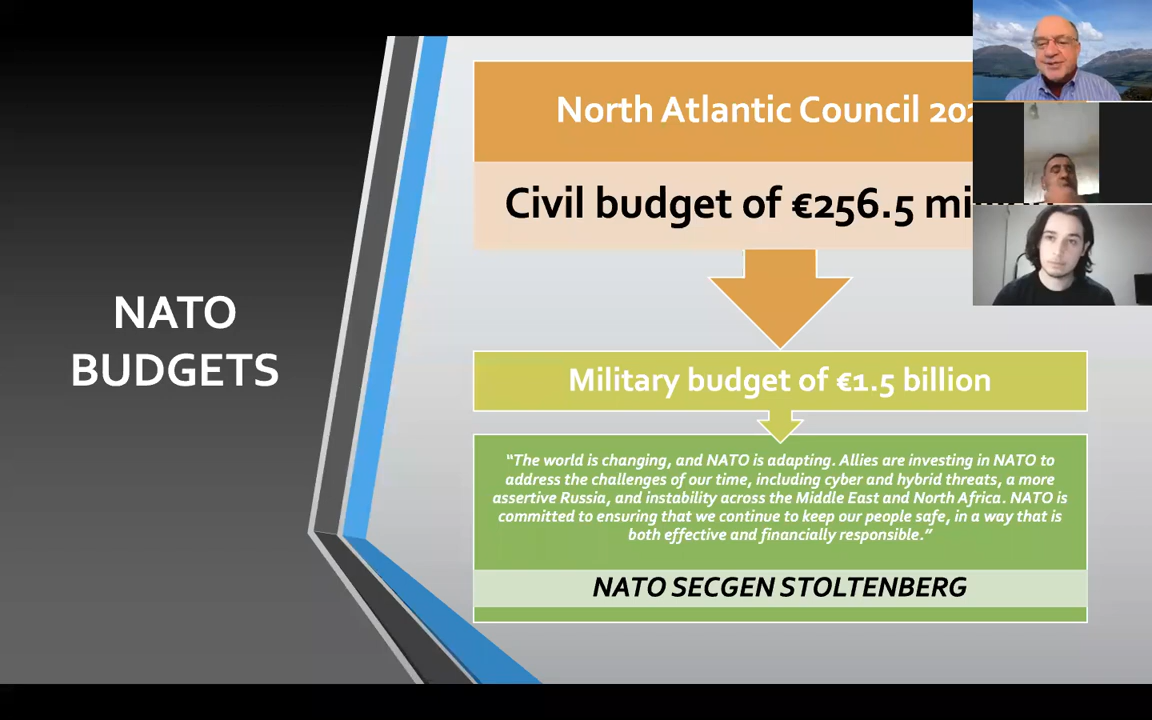 NATO
BUDGETS
North Atlantic Council
Civil budget of €256.5
Military budget of €1.5 billion
“The world is changing, and NATO is adapting. Allies are investing in NATO to
address the challenges of our time, including cyber and hybrid threats, a more
assertive Russia, and instability across the Middle East and North Africa. NATO is
committed to ensuring that we continue to keep our people safe, in a way that is
both effective and financially responsible.”
NATO SECGEN STOLTENBERG